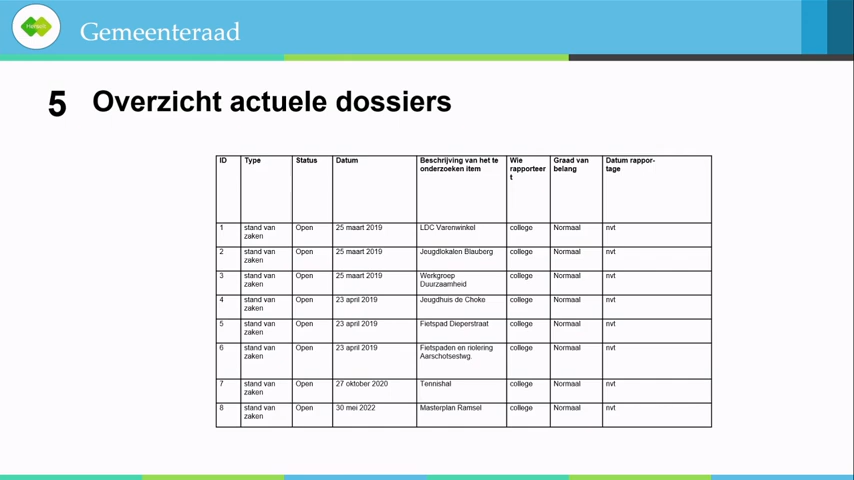 Herselt
Gemeenteraad
5 Overzicht actuele dossiers
ID Type Status Datum Beschrijving van het te onderzoeken item Wie rapporteert Graad van belang Datum rappor-tage
1 stand van zaken Open 25 maart 2019 LDC Varenwinkel college Normaal nvt
2 stand van zaken Open 25 maart 2019 Jeugdlokalen Blauberg college Normaal nvt
3 stand van zaken Open 25 maart 2019 Werkgroep Duurzaamheid college Normaal nvt
4 stand van zaken Open 23 april 2019 Jeugdhuis de Choke college Normaal nvt
5 stand van zaken Open 23 april 2019 Fietspad Dieperstraat college Normaal nvt
6 stand van zaken Open 23 april 2019 Fietspaden en riolering Aarschotsestwg. college Normaal nvt
7 stand van zaken Open 27 oktober 2020 Tennishal college Normaal nvt
8 stand van zaken Open 30 mei 2022 Masterplan Ramsel college Normaal nvt